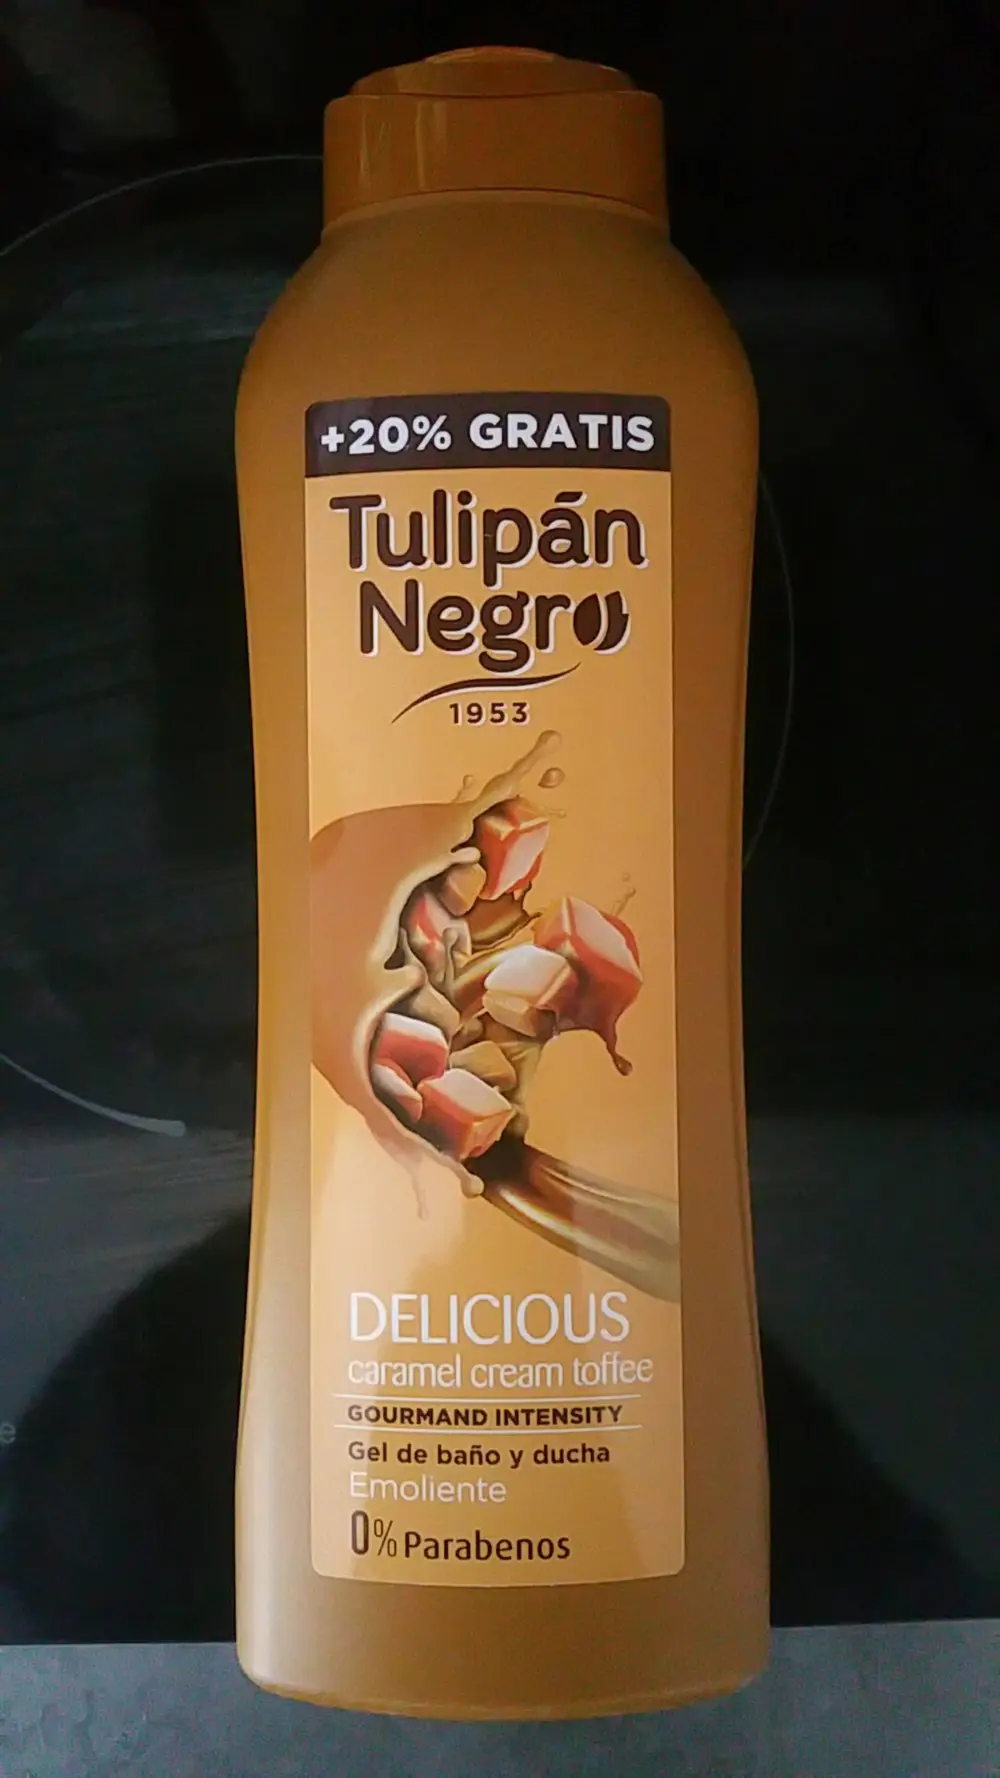 +20% GRATIS
Tulipán
Negro
1953
DELICIOUS
caramel cream toffee
GOURMAND INTENSITY
Gel de baño y ducha
Emoliente
0% Parabenos